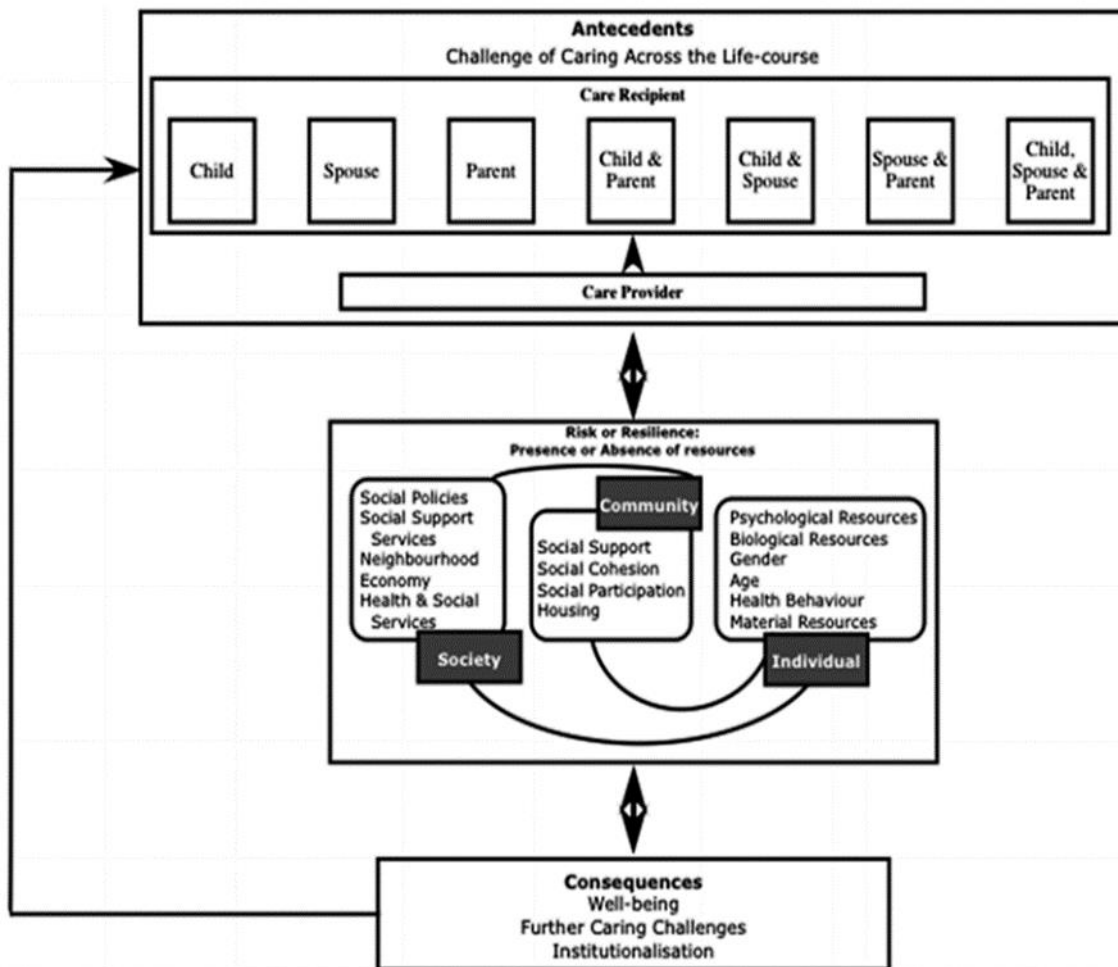 Antecedents
Challenge of Caring Across the Life-course
Care Recipient
Child
Spouse
Parent
Child &
Parent
Child &
Spouse
Spouse &
Parent
Child,
Spouse &
Parent
Care Provider
Risk or Resilience:
Presence or Absence of resources
Social Policies
Social Support
Services
Neighbourhood
Economy
Health & Social
Services
Society
Community
Social Support
Social Cohesion
Social Participation
Housing
Psychological Resources
Biological Resources
Gender
Age
Health Behaviour
Material Resources
Individual
Consequences
Well-being
Further Caring Challenges
Institutionalisation